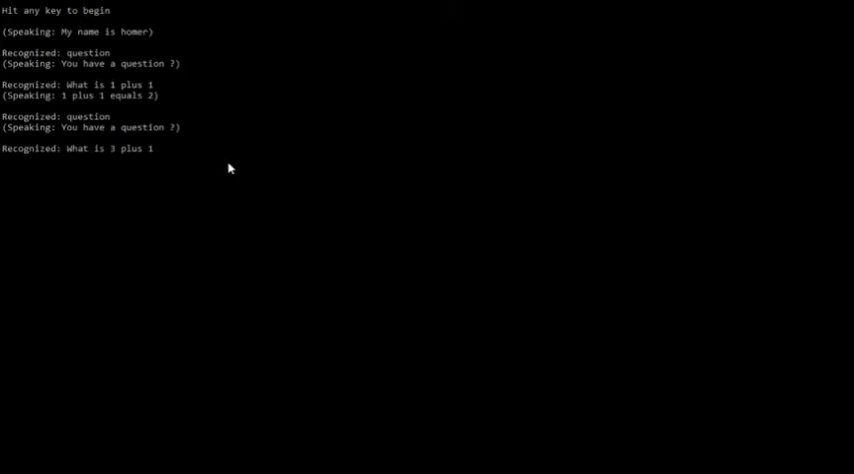 Hit any key to begin
(Speaking: My name is homer)
Recognized: question
(Speaking: You have a question ?)
Recognized: What is 1 plus 1
(Speaking: 1 plus 1 equals 2)
Recognized: question
(Speaking: You have a question ?)
Recognized: What is 3 plus 1